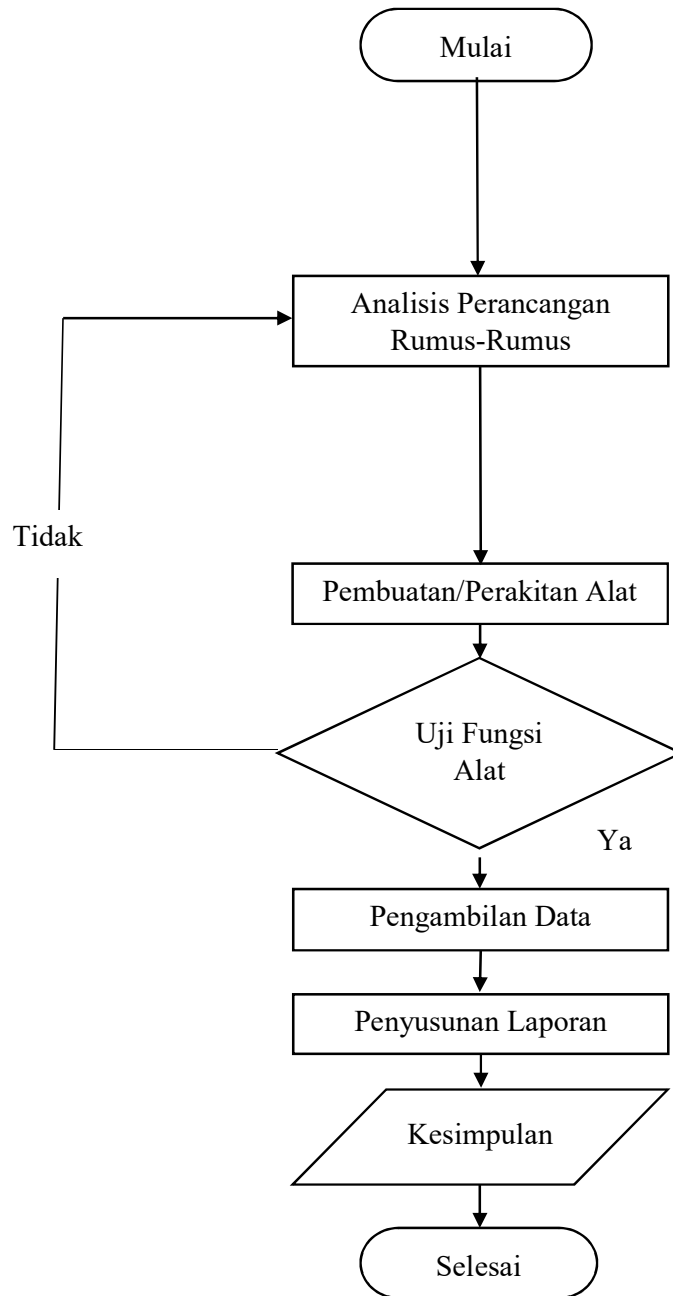 Mulai
Analisis Perancangan
Rumus-Rumus
Tidak
Pembuatan/Perakitan Alat
Uji Fungsi
Alat
Ya
Pengambilan Data
Penyusunan Laporan
Kesimpulan
Selesai